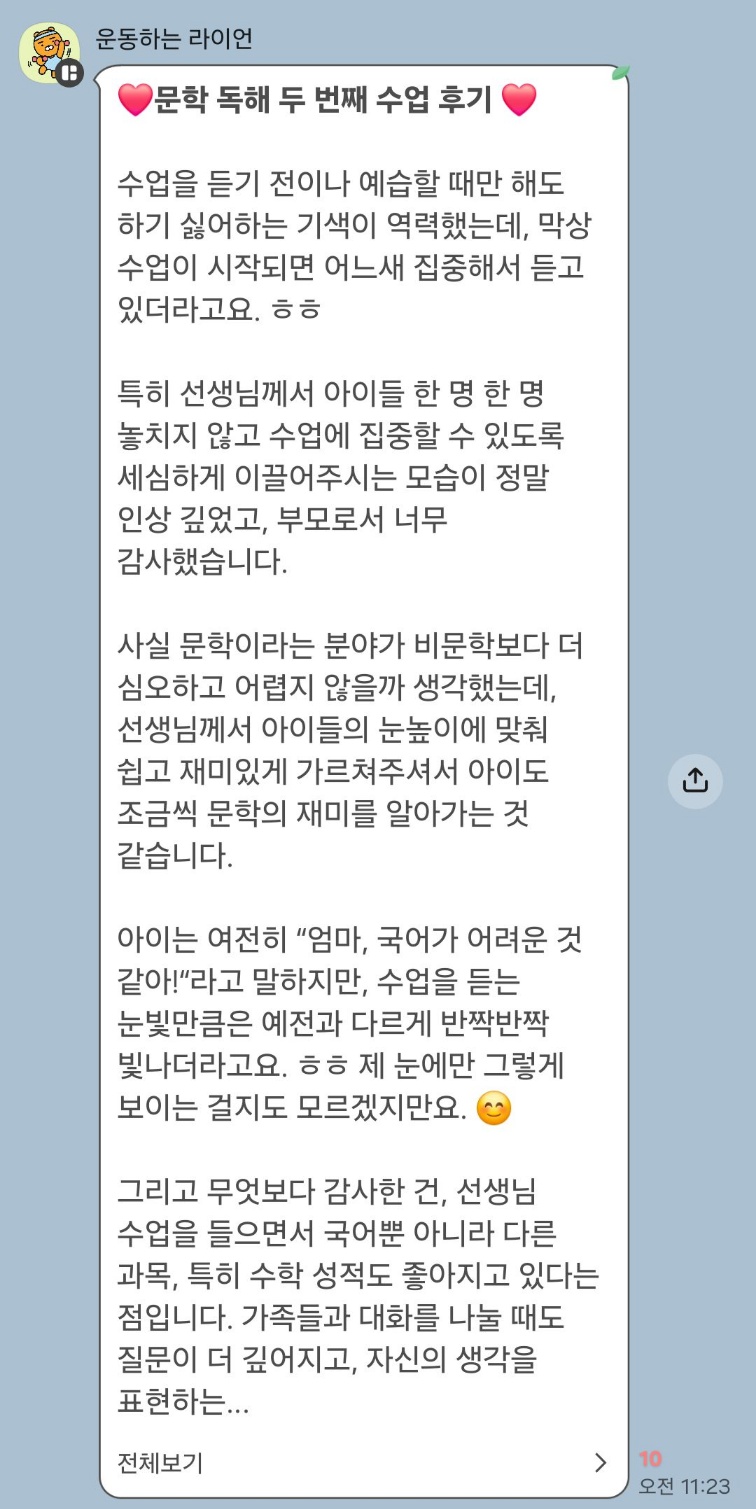 운동하는 라이언
❤️문학 독해 두 번째 수업 후기 ❤️
수업을 듣기 전이나 예습할 때만 해도
하기 싫어하는 기색이 역력했는데, 막상
수업이 시작되면 어느새 집중해서 듣고
있더라고요. ㅎㅎ
특히 선생님께서 아이들 한 명 한 명
놓치지 않고 수업에 집중할 수 있도록
세심하게 이끌어주시는 모습이 정말
인상 깊었고, 부모로서 너무
감사했습니다.
사실 문학이라는 분야가 비문학보다 더
심오하고 어렵지 않을까 생각했는데,
선생님께서 아이들의 눈높이에 맞춰
쉽고 재미있게 가르쳐주셔서 아이도
조금씩 문학의 재미를 알아가는 것
같습니다.
아이는 여전히 “엄마, 국어가 어려운 것
같아!“라고 말하지만, 수업을 듣는
눈빛만큼은 예전과 다르게 반짝반짝
빛나더라고요. ㅎㅎ 제 눈에만 그렇게
보이는 걸지도 모르겠지만요. 😊
그리고 무엇보다 감사한 건, 선생님
수업을 들으면서 국어뿐 아니라 다른
과목, 특히 수학 성적도 좋아지고 있다는
점입니다. 가족들과 대화를 나눌 때도
질문이 더 깊어지고, 자신의 생각을
표현하는...
전체보기
10
오전 11:23